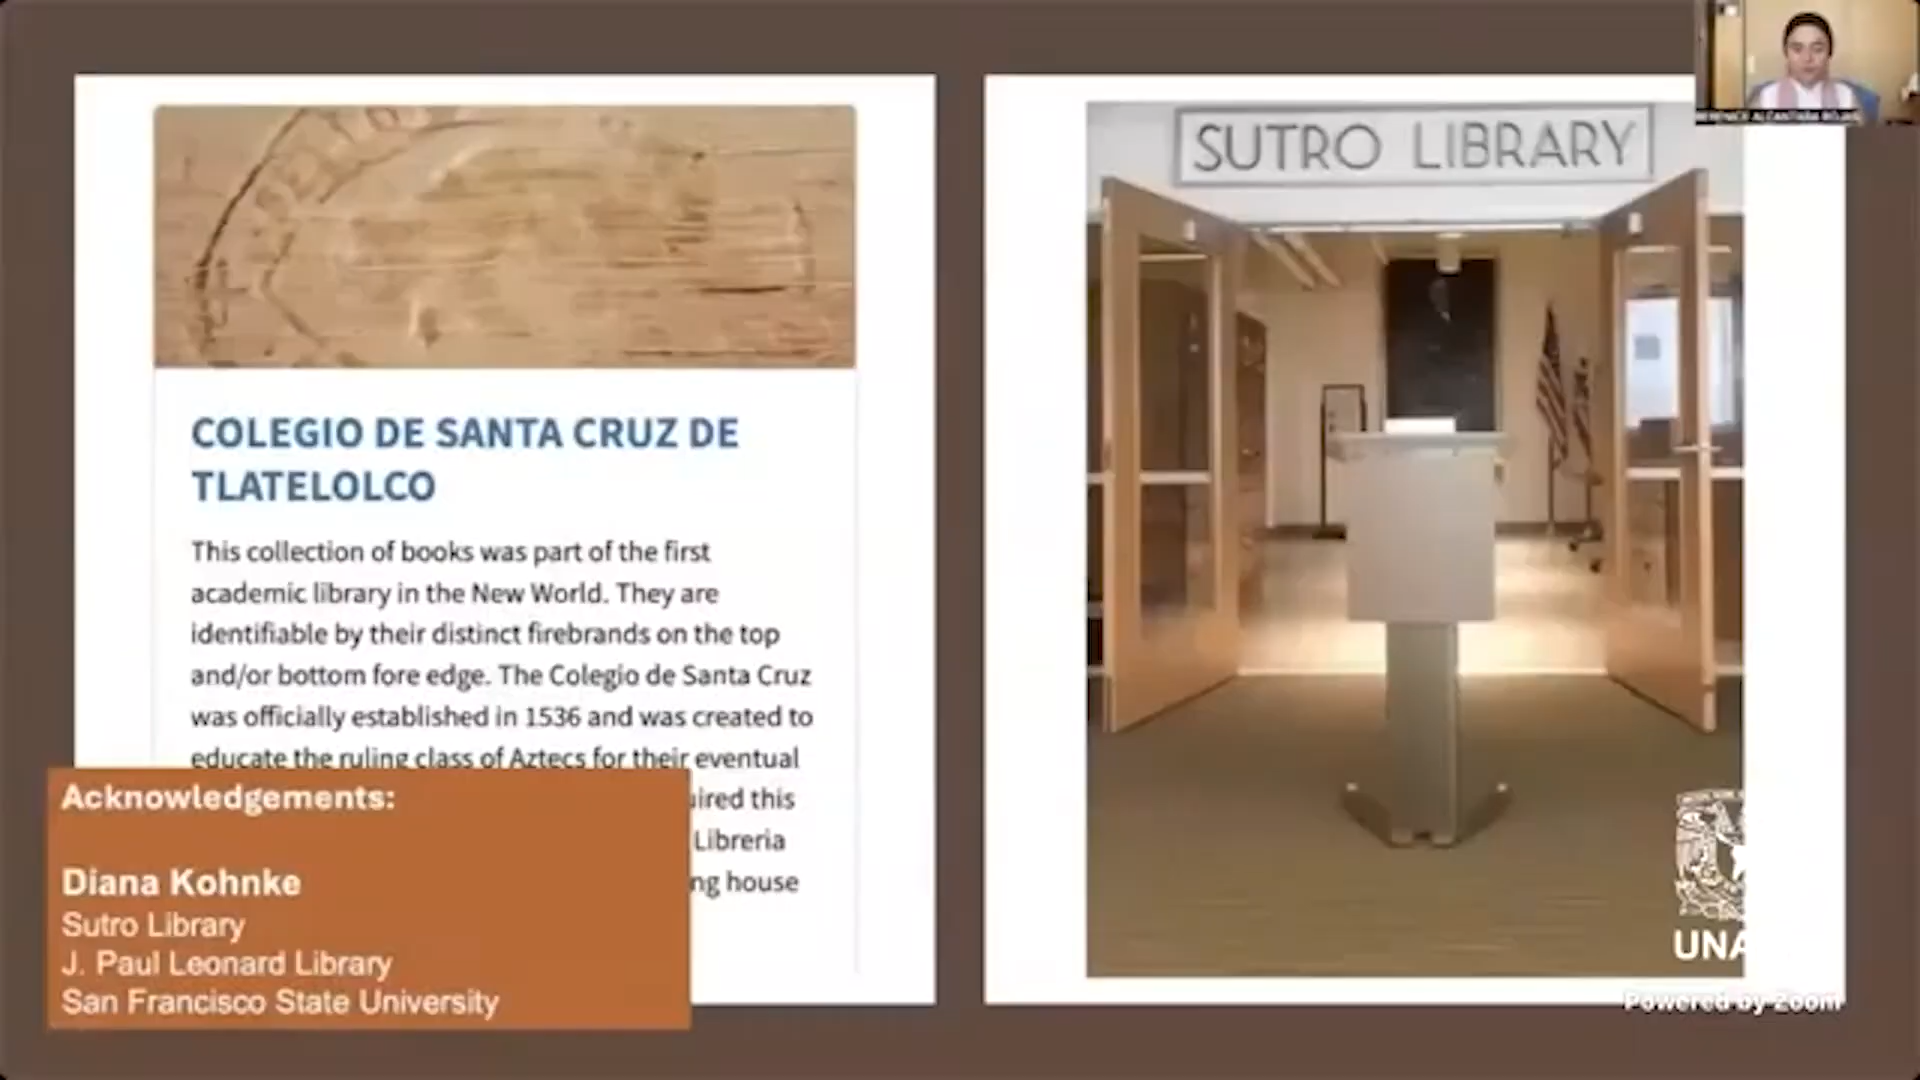 COLEGIO DE SANTA CRUZ DE
TLATELOLCO
This collection of books was part of the first
academic library in the New World. They are
identifiable by their distinct firebrands on the top
and/or bottom fore edge. The Colegio de Santa Cruz
was officially established in 1536 and was created to
educate the ruling class of Aztecs for their eventual
this
Libreria
house
Acknowledgements:
Diana Kohnke
Sutro Library
J. Paul Leonard Library
San Francisco State University
SUTRO LIBRARY
ALCANTARA ROJAS
UNA
Powered by Zoom